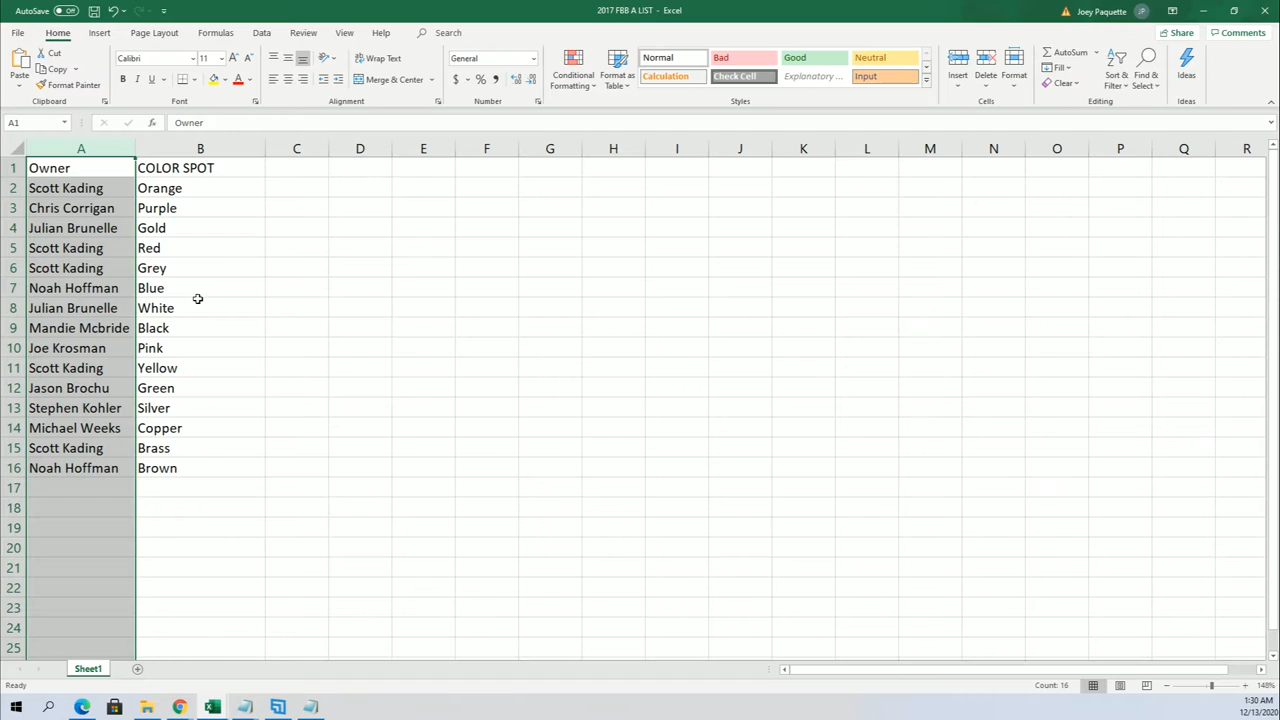 AutoSave Off
2017 FBB A LIST - Excel
Joey Paquette JP
File Home Insert Page Layout Formulas Data Review View Help Search
Share Comments
Paste Cut Copy Format Painter Clipboard
Calibri 11 B I U Font
Wrap Text Merge & Center Alignment
General $ % Number
Conditional Formatting Format as Table
Normal Bad Good Neutral
Calculation Check Cell Explanatory ... Input
Styles
Insert Delete Format Cells
AutoSum Fill Clear Sort & Filter Find & Select Editing
Ideas Ideas
A1 fx Owner
A B C D E F G H I J K L M N O P Q R
1 Owner COLOR SPOT
2 Scott Kading Orange
3 Chris Corrigan Purple
4 Julian Brunelle Gold
5 Scott Kading Red
6 Scott Kading Grey
7 Noah Hoffman Blue
8 Julian Brunelle White
9 Mandie Mcbride Black
10 Joe Krosman Pink
11 Scott Kading Yellow
12 Jason Brochu Green
13 Stephen Kohler Silver
14 Michael Weeks Copper
15 Scott Kading Brass
16 Noah Hoffman Brown
17
18
19
20
21
22
23
24
25
Sheet1
Ready Count: 16 148%
1:30 AM
12/13/2020